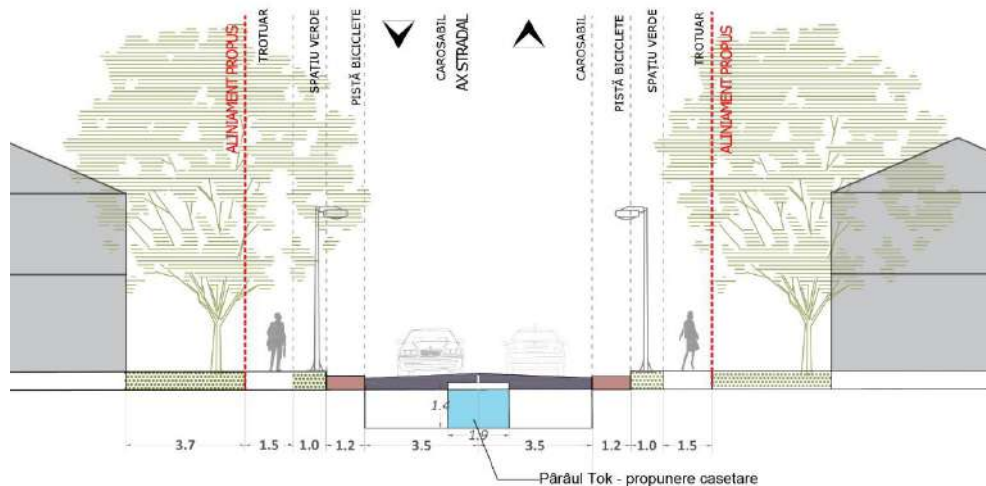 ALINIAMENT PROPUS
TROTUAR
SPAȚIU VERDE
PISTĂ BICICLETE
CAROSABIL
AX STRADAL
CAROSABIL
PISTĂ BICICLETE
SPAȚIU VERDE
TROTUAR
ALINIAMENT PROPUS
1.4
1.9
3.7 1.5 1.0 1.2 3.5 3.5 1.2 1.0 1.5
Pârâul Tok - propunere casetare